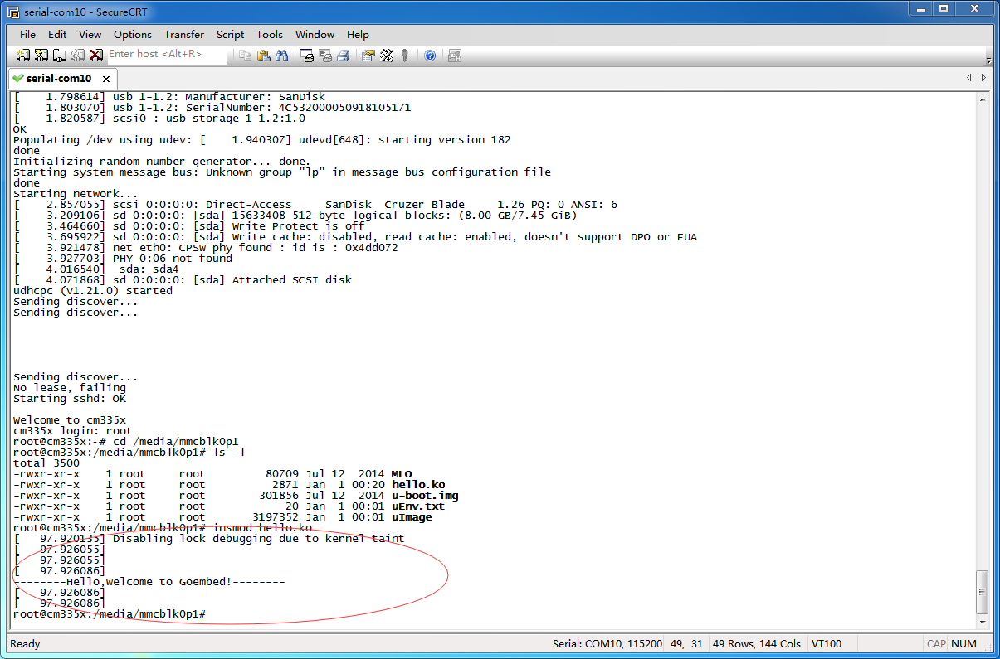 serial-com10 - SecureCRT
File Edit View Options Transfer Script Tools Window Help
Enter host <Alt+R>
serial-com10
[    1.798614] usb 1-1.2: Manufacturer: SanDisk
[    1.803070] usb 1-1.2: SerialNumber: 4C532000050918105171
[    1.820587] scsi0 : usb-storage 1-1.2:1.0
OK
Populating /dev using udev: [    1.940307] udevd[648]: starting version 182
done
Initializing random number generator... done.
Starting system message bus: Unknown group "lp" in message bus configuration file
done
Starting network...
[    2.857055] scsi 0:0:0:0: Direct-Access     SanDisk  Cruzer Blade     1.26 PQ: 0 ANSI: 6
[    3.209106] sd 0:0:0:0: [sda] 15633408 512-byte logical blocks: (8.00 GB/7.45 GiB)
[    3.464660] sd 0:0:0:0: [sda] Write Protect is off
[    3.695922] sd 0:0:0:0: [sda] Write cache: disabled, read cache: enabled, doesn't support DPO or FUA
[    3.921478] net eth0: CPSW phy found : id is : 0x4dd072
[    3.927703] PHY 0:06 not found
[    4.016540]  sda: sda4
[    4.071868] sd 0:0:0:0: [sda] Attached SCSI disk
udhcpc (v1.21.0) started
Sending discover...
Sending discover...
Sending discover...
No lease, failing
Starting sshd: OK
Welcome to cm335x
cm335x login: root
root@cm335x:~# cd /media/mmcblk0p1
root@cm335x:/media/mmcblk0p1# ls -l
total 3500
-rwxr-xr-x    1 root     root         80709 Jul 12  2014 MLO
-rwxr-xr-x    1 root     root          2871 Jan  1 00:20 hello.ko
-rwxr-xr-x    1 root     root        301856 Jul 12  2014 u-boot.img
-rwxr-xr-x    1 root     root            20 Jan  1 00:01 uEnv.txt
-rwxr-xr-x    1 root     root       3197352 Jan  1 00:01 uImage
root@cm335x:/media/mmcblk0p1# insmod hello.ko
[   97.920135] Disabling lock debugging due to kernel taint
[   97.926055]
[   97.926055]
[   97.926086]
--------Hello,welcome to Goembed!--------
[   97.926086]
[   97.926086]
root@cm335x:/media/mmcblk0p1#
Ready Serial: COM10, 115200 49, 31 49 Rows, 144 Cols VT100 CAP NUM